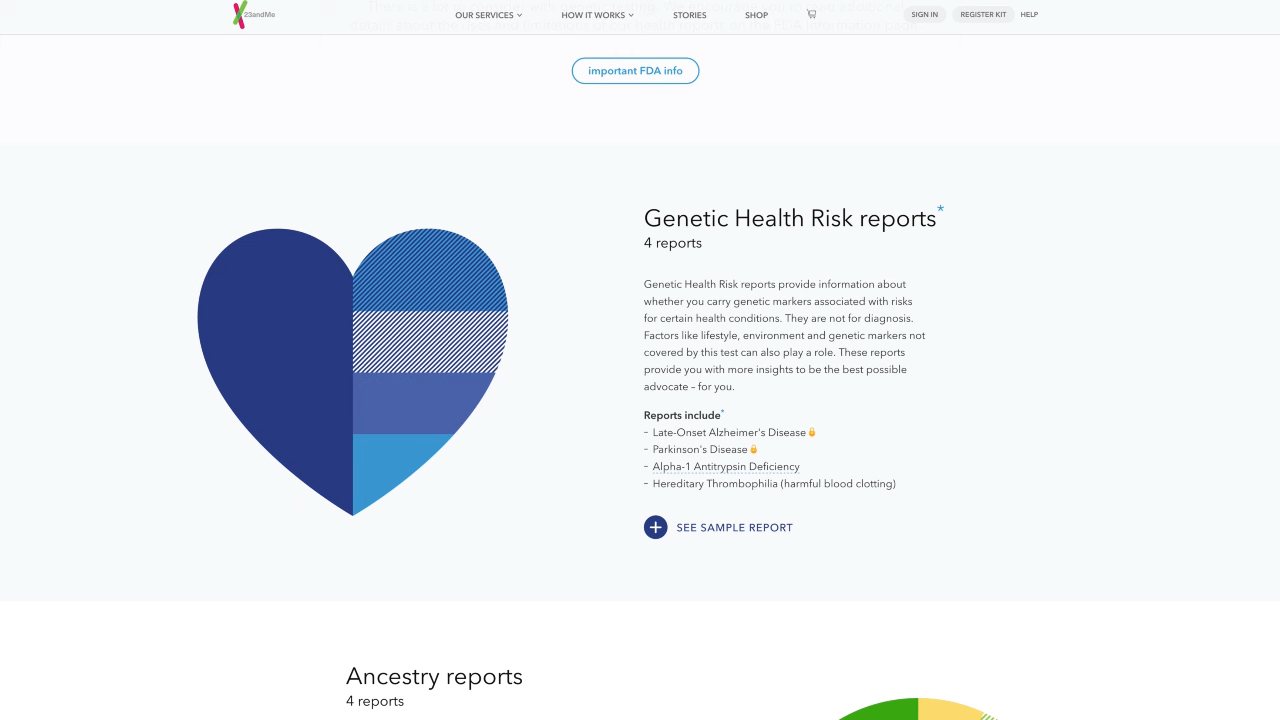 23andMe
OUR SERVICES
HOW IT WORKS
STORIES
SHOP
SIGN IN
REGISTER KIT
HELP
important FDA info
Genetic Health Risk reports*
4 reports
Genetic Health Risk reports provide information about
whether you carry genetic markers associated with risks
for certain health conditions. They are not for diagnosis.
Factors like lifestyle, environment and genetic markers not
covered by this test can also play a role. These reports
provide you with more insights to be the best possible
advocate – for you.
Reports include*
– Late-Onset Alzheimer's Disease
– Parkinson's Disease
– Alpha-1 Antitrypsin Deficiency
– Hereditary Thrombophilia (harmful blood clotting)
SEE SAMPLE REPORT
Ancestry reports
4 reports